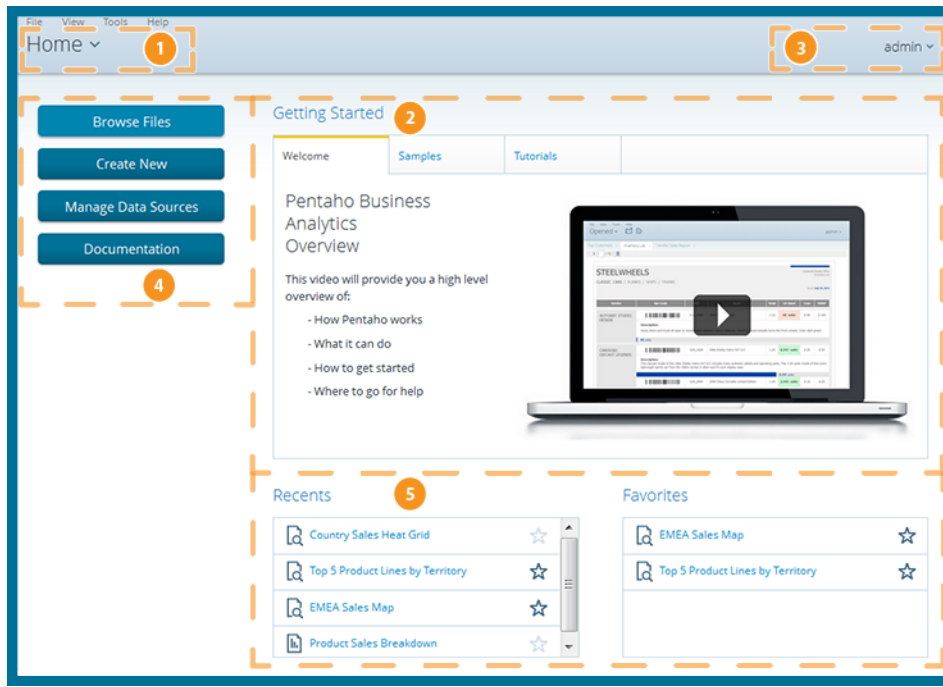 File View Tools Help
Home
1
3
admin
Browse Files
Create New
Manage Data Sources
Documentation
4
Getting Started
2
Welcome
Samples
Tutorials
Pentaho Business
Analytics
Overview
This video will provide you a high level
overview of:
- How Pentaho works
- What it can do
- How to get started
- Where to go for help
Opened
STEELWHEELS
Recents
5
Country Sales Heat Grid
Top 5 Product Lines by Territory
EMEA Sales Map
Product Sales Breakdown
Favorites
EMEA Sales Map
Top 5 Product Lines by Territory